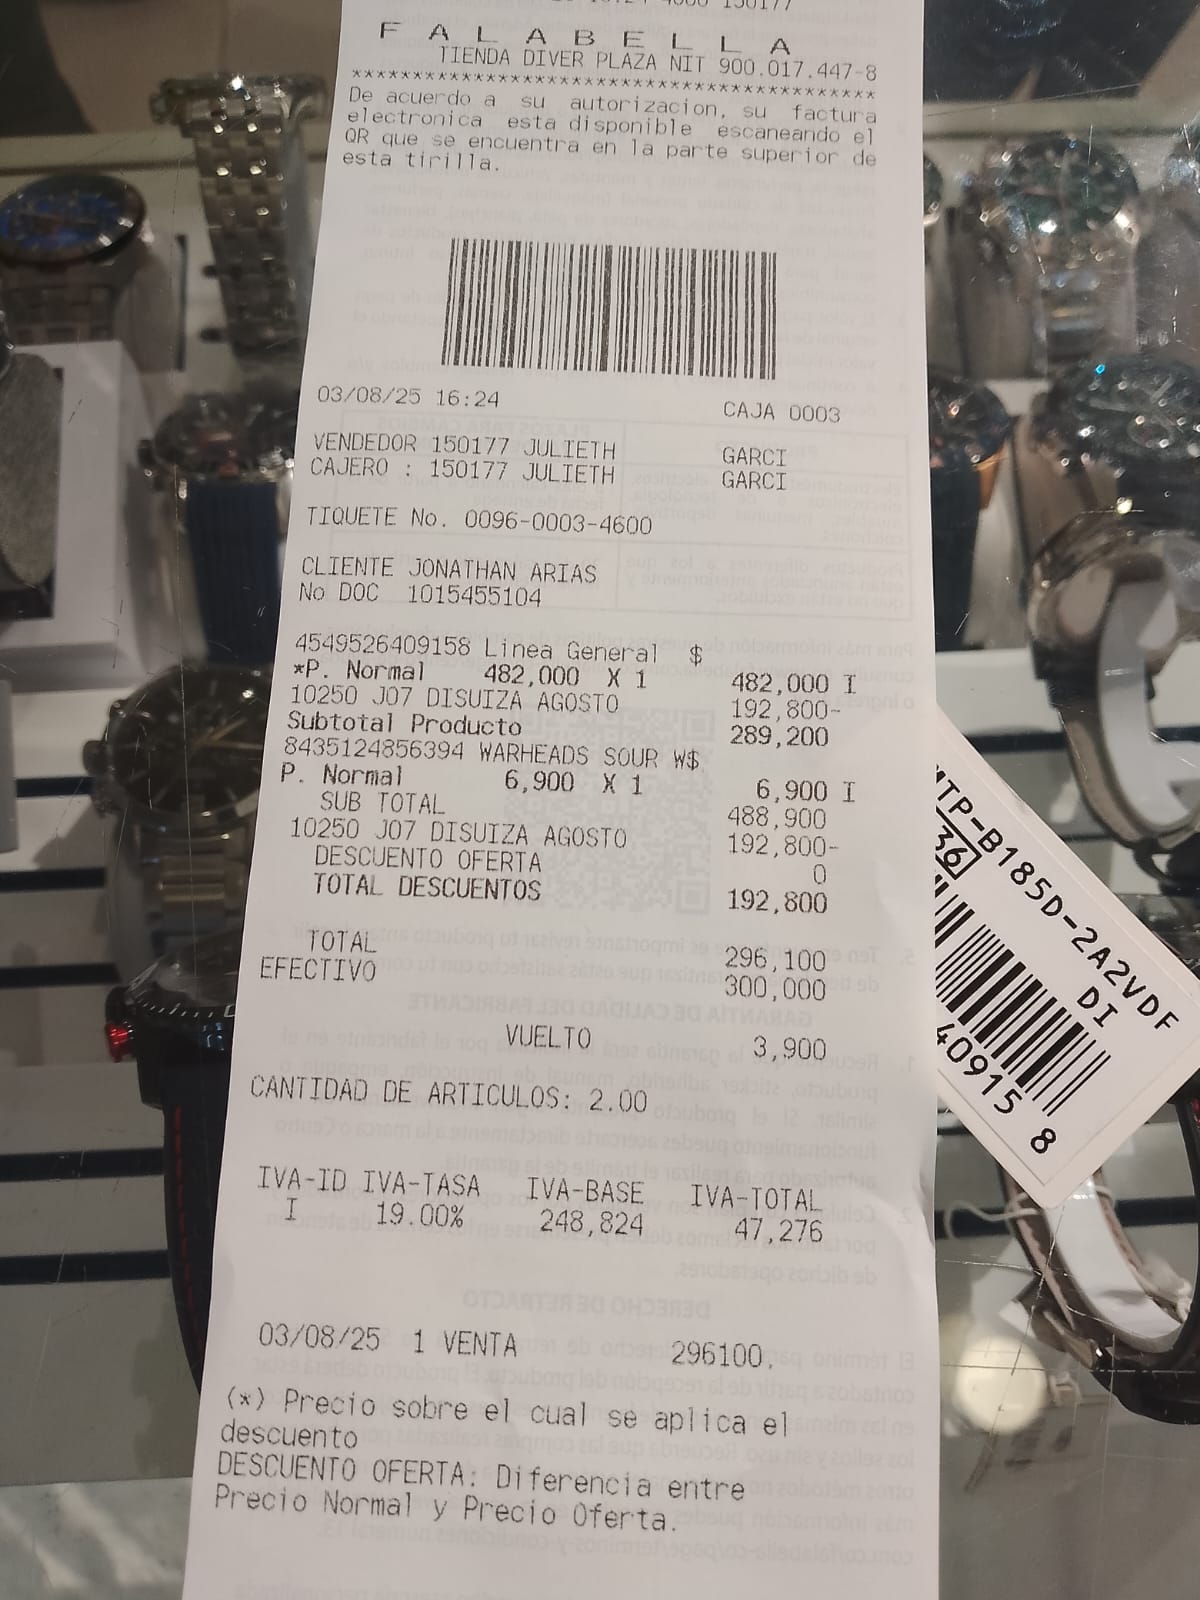 F A L A B E L L A
TIENDA DIVER PLAZA NIT 900.017.447-8
******************************************
De acuerdo a su autorizacion, su factura
electronica esta disponible escaneando el
QR que se encuentra en la parte superior de
esta tirilla.
03/08/25 16:24 CAJA 0003
VENDEDOR 150177 JULIETH GARCI
CAJERO : 150177 JULIETH GARCI
TIQUETE No. 0096-0003-4600
CLIENTE JONATHAN ARIAS
No DOC 1015455104
4549526409158 Linea General $
*P. Normal 482,000 X 1 482,000 I
10250 J07 DISUIZA AGOSTO 192,800-
Subtotal Producto 289,200
8435124856394 WARHEADS SOUR W$
P. Normal 6,900 X 1 6,900 I
SUB TOTAL 488,900
10250 J07 DISUIZA AGOSTO 192,800-
DESCUENTO OFERTA 0
TOTAL DESCUENTOS 192,800
TOTAL 296,100
EFECTIVO 300,000
VUELTO 3,900
CANTIDAD DE ARTICULOS: 2.00
IVA-ID IVA-TASA IVA-BASE IVA-TOTAL
I 19.00% 248,824 47,276
03/08/25 1 VENTA 296100,
(*) Precio sobre el cual se aplica el
descuento
DESCUENTO OFERTA: Diferencia entre
Precio Normal y Precio Oferta.
MTP-B185D-2A2VDF
36 DI
40915 8